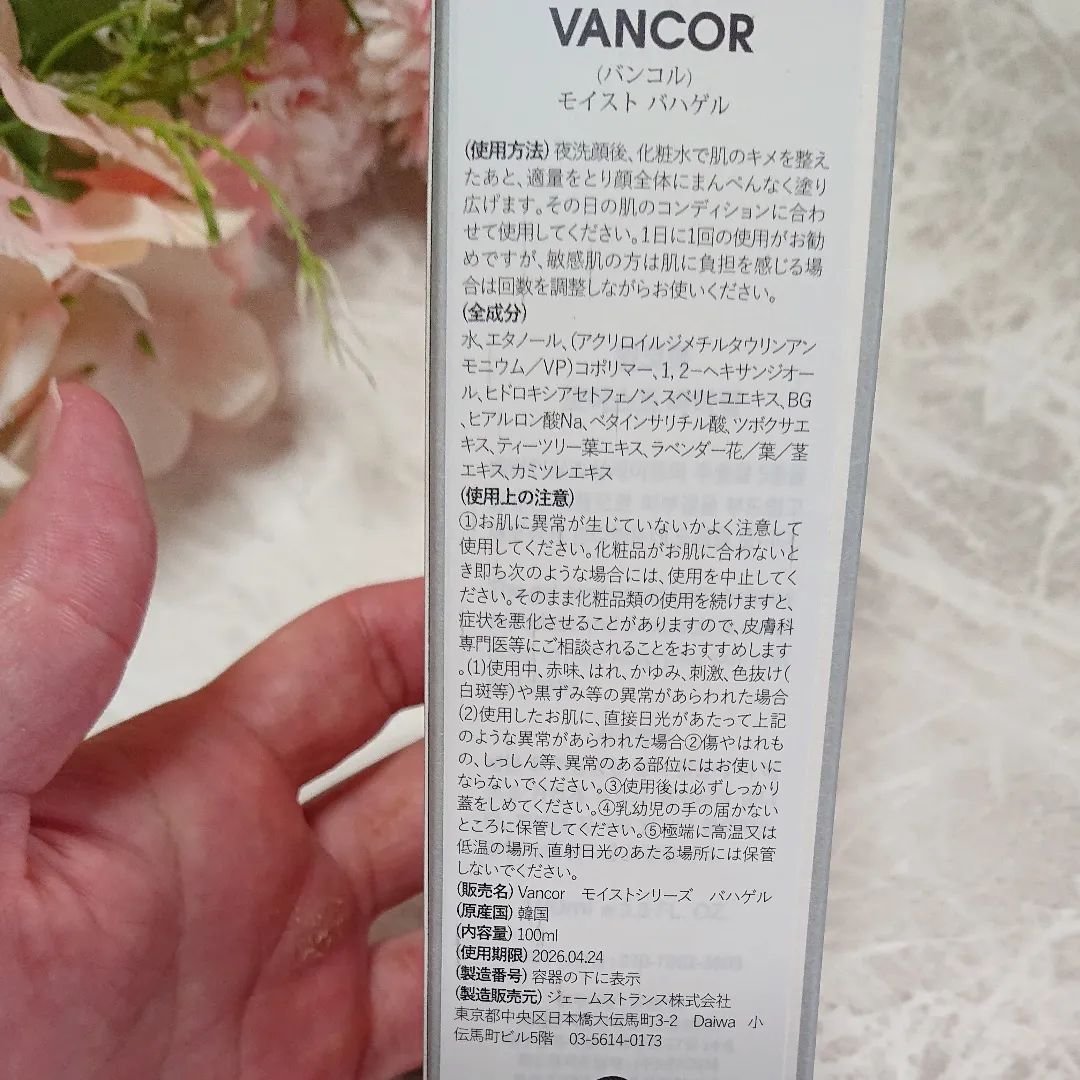 VANCOR
(バンコル)
モイスト バハゲル
(使用方法) 夜洗顔後、化粧水で肌のキメを整え
たあと、適量をとり顔全体にまんべんなく塗り
広げます。その日の肌のコンディションに合わ
せて使用してください。1日に1回の使用がお勧
めですが、敏感肌の方は肌に負担を感じる場
合は回数を調整しながらお使いください。
(全成分)
水、エタノール、(アクリロイルジメチルタウリンアン
モニウム/VP)コポリマー、1,2-ヘキサンジオー
ル、ヒドロキシアセトフェノン、スベリヒユエキス、BG
、ヒアルロン酸Na、ベタインサリチル酸、ツボクサエ
キス、ティーツリー葉エキス、ラベンダー花/葉/茎
エキス、カミツレエキス
(使用上の注意)
①お肌に異常が生じていないかよく注意して
使用してください。化粧品がお肌に合わないと
き即ち次のような場合には、使用を中止してく
ださい。そのまま化粧品類の使用を続けますと、
症状を悪化させることがありますので、皮膚科
専門医等にご相談されることをおすすめします
。(1)使用中、赤味、はれ、かゆみ、刺激、色抜け(
白斑等)や黒ずみ等の異常があらわれた場合
(2)使用したお肌に、直接日光があたって上記
のような異常があらわれた場合②傷やはれも
の、しっしん等、異常のある部位にはお使いに
ならないでください。③使用後は必ずしっかり
蓋をしめてください。④乳幼児の手の届かない
ところに保管してください。⑤極端に高温又は
低温の場所、直射日光のあたる場所には保管
しないでください。
(販売名) Vancor モイストシリーズ バハゲル
(原産国) 韓国
(内容量) 100ml
(使用期限) 2026.04.24
(製造番号) 容器の下に表示
(製造販売元) ジェームストランス株式会社
東京都中央区日本橋大伝馬町3-2 Daiwa 小
伝馬町ビル5階 03-5614-0173